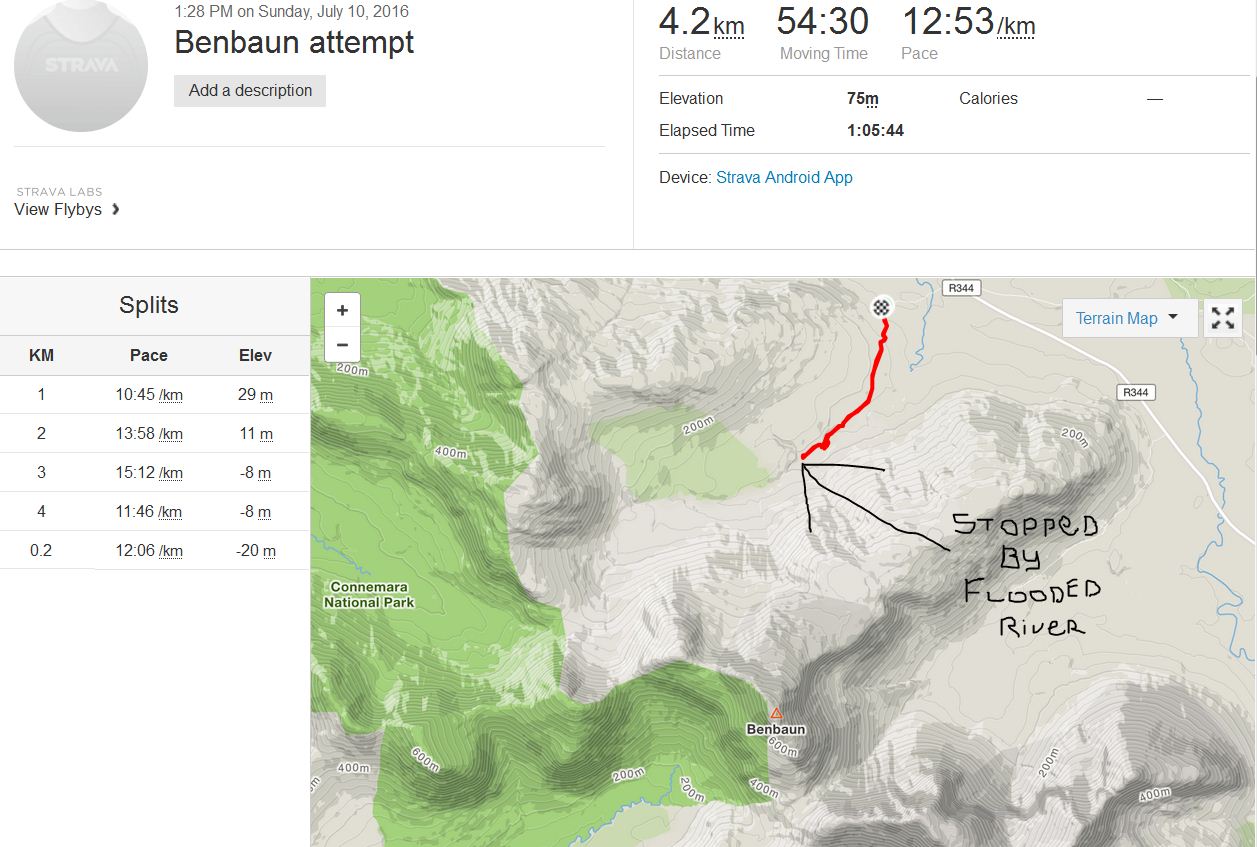 1:28 PM on Sunday, July 10, 2016
Benbaun attempt
STRAVA
Add a description
STRAVA LABS
View Flybys
4.2km 54:30 12:53/km
Distance Moving Time Pace
Elevation 75m Calories —
Elapsed Time 1:05:44
Device: Strava Android App
Splits
KM Pace Elev
1 10:45 /km 29 m
2 13:58 /km 11 m
3 15:12 /km -8 m
4 11:46 /km -8 m
0.2 12:06 /km -20 m
+
−
R344
Terrain Map
200m
R344
200m
200m
400m
STOPPED
BY
FLOODED
RIVER
Connemara
National Park
Benbaun
600m
600m
400m
200m
200m
400m
200m
400m